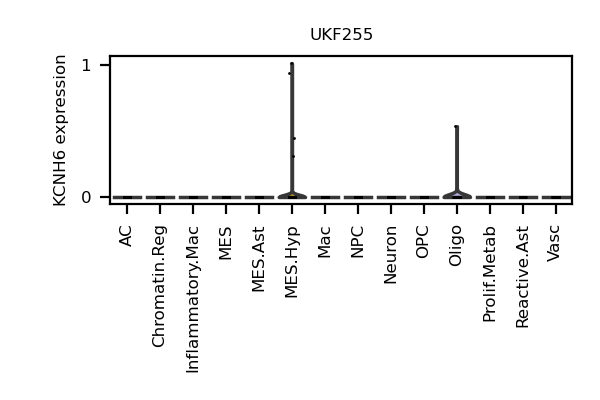 UKF255
KCNH6 expression
1
0
AC
Chromatin.Reg
Inflammatory.Mac
MES
MES.Ast
MES.Hyp
Mac
NPC
Neuron
OPC
Oligo
Prolif.Metab
Reactive.Ast
Vasc